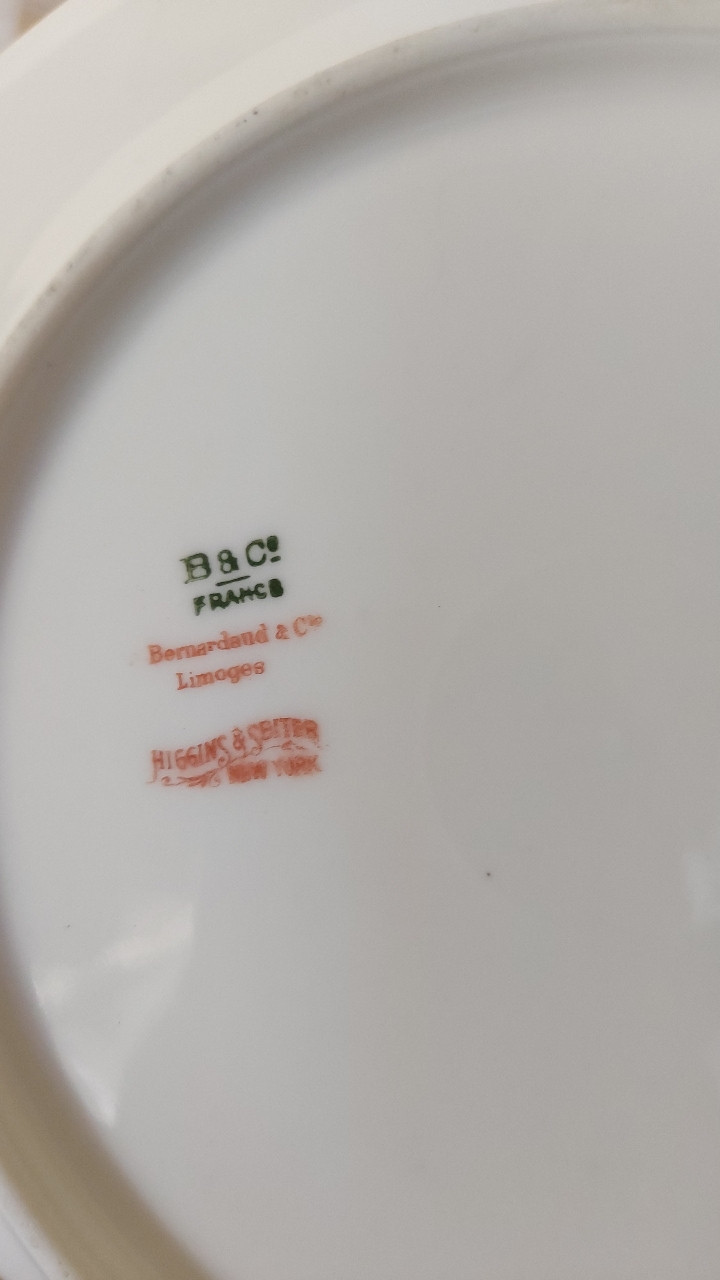 B & Co
FRANCE
Bernardaud & Cie
Limoges
HIGGINS & SEITER
NEW YORK